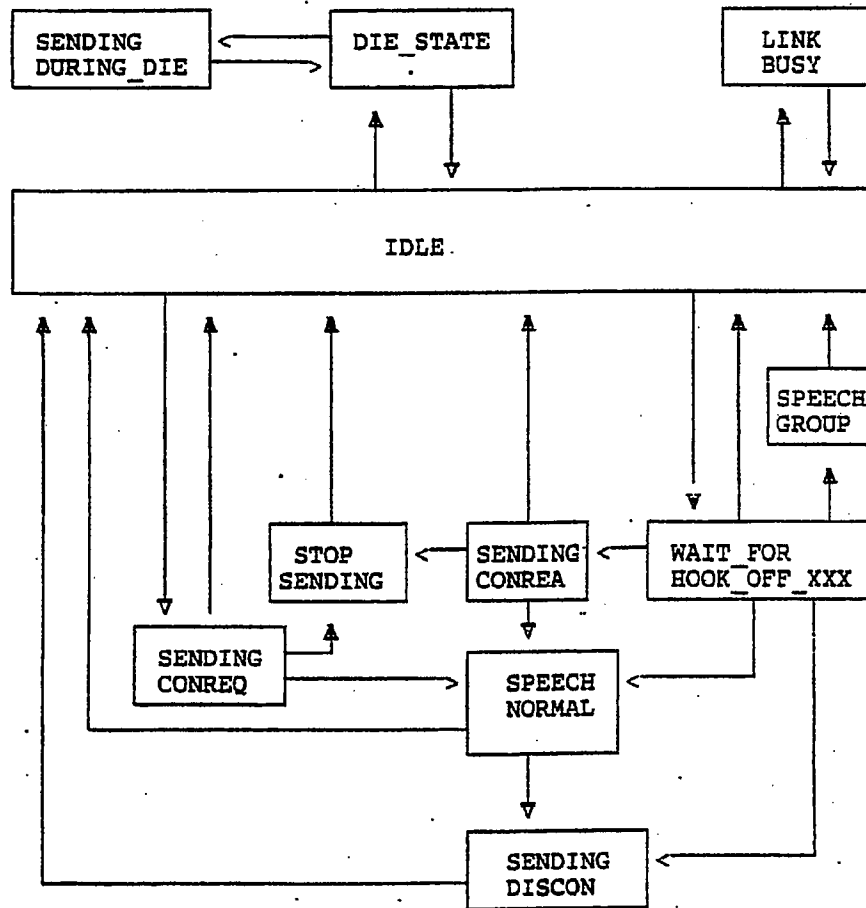 SENDING
DURING_DIE
DIE_STATE
LINK
BUSY
IDLE
SPEECH
GROUP
STOP
SENDING
SENDING
CONREA
WAIT_FOR
HOOK_OFF_XXX
SENDING
CONREQ
SPEECH
NORMAL
SENDING
DISCON